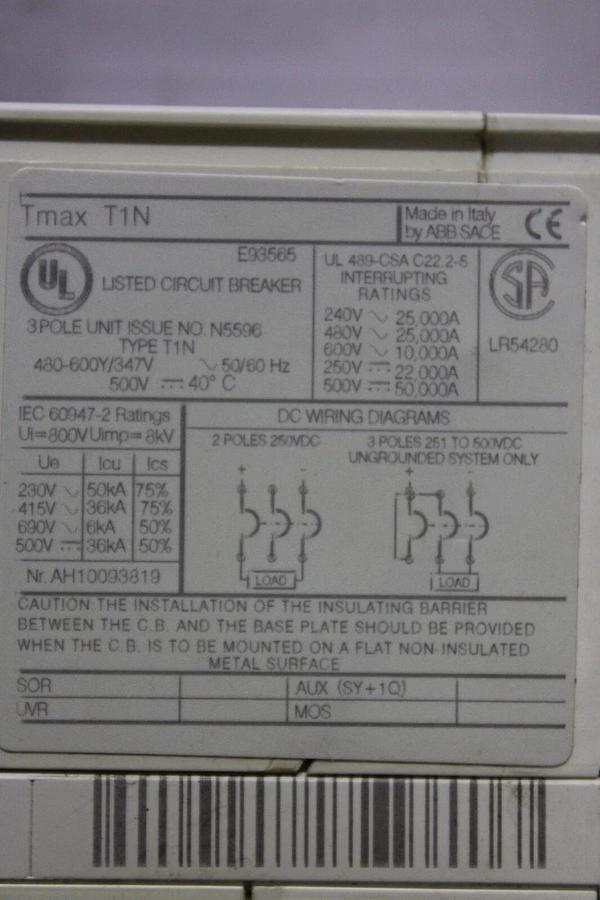 Tmax T1N
Made in Italy
by ABB SACE
CE
UL
E93565
LISTED CIRCUIT BREAKER
3 POLE UNIT ISSUE NO. N5596
TYPE T1N
480-600Y/347V ∿ 50/60 Hz
500V ⎓ 40° C
UL 489-CSA C22.2-5
INTERRUPTING
RATINGS
240V ∿ 25,000A
480V ∿ 25,000A
600V ∿ 10,000A
250V ⎓ 22,000A
500V ⎓ 50,000A
SA
LR54280
IEC 60947-2 Ratings
Ui=800V Uimp=8kV
Ue Icu Ics
230V ∿ 50kA 75%
415V ∿ 36kA 75%
690V ∿ 6kA 50%
500V ⎓ 36kA 50%
Nr. AH10093819
DC WIRING DIAGRAMS
2 POLES 250VDC
+ -
LOAD
3 POLES 251 TO 500VDC
UNGROUNDED SYSTEM ONLY
+ -
LOAD
CAUTION: THE INSTALLATION OF THE INSULATING BARRIER
BETWEEN THE C.B. AND THE BASE PLATE SHOULD BE PROVIDED
WHEN THE C.B. IS TO BE MOUNTED ON A FLAT NON-INSULATED
METAL SURFACE
SOR AUX (SY+1Q)
UVR MOS